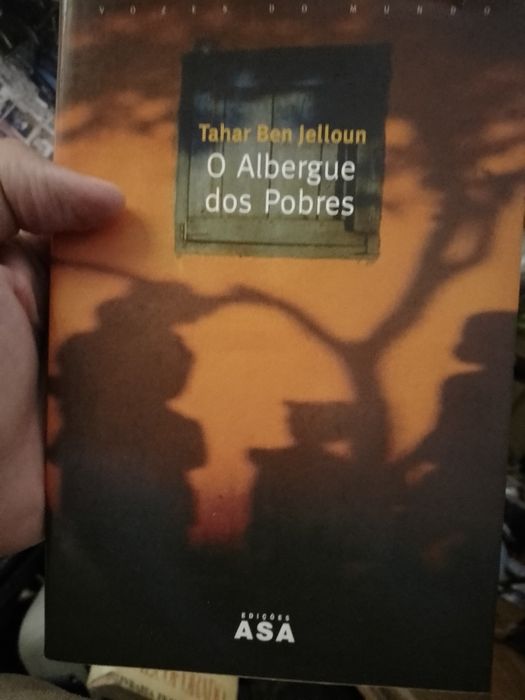 VOZES DO MUNDO
Tahar Ben Jelloun
O Albergue
dos Pobres
EDIÇÕES
ASA